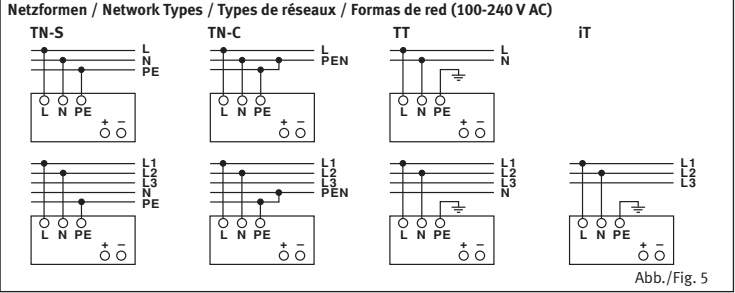 Netzformen / Network Types / Types de réseaux / Formas de red (100-240 V AC)
TN-S TN-C TT iT
L
N
PE
L N PE
+ –
L
PEN
L N PE
+ –
L
N
L N PE
+ –
L1
L2
L3
N
PE
L N PE
+ –
L1
L2
L3
PEN
L N PE
+ –
L1
L2
L3
N
L N PE
+ –
L1
L2
L3
L N PE
+ –
Abb./Fig. 5